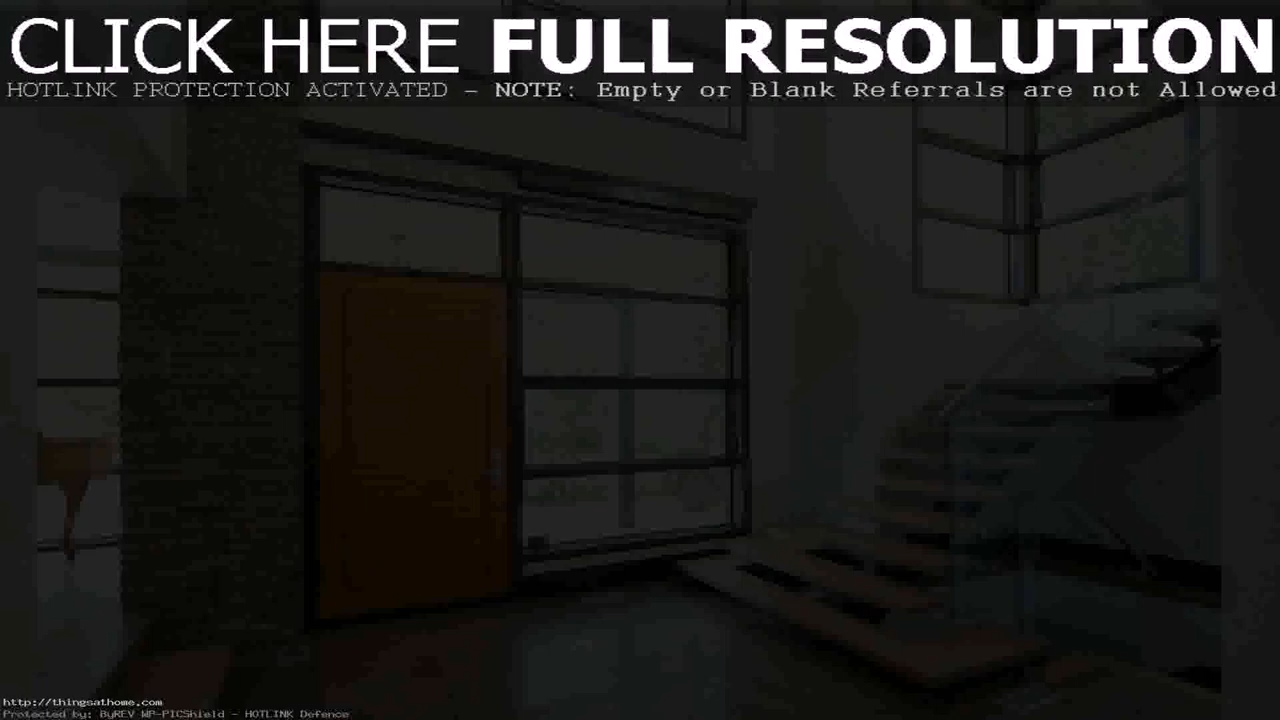 CLICK HERE FULL RESOLUTION
HOTLINK PROTECTION ACTIVATED - NOTE: Empty or Blank Referrals are not Allowed
http://thingsathome.com
Protected by: ByREV WP-PICShield - HOTLINK Defence